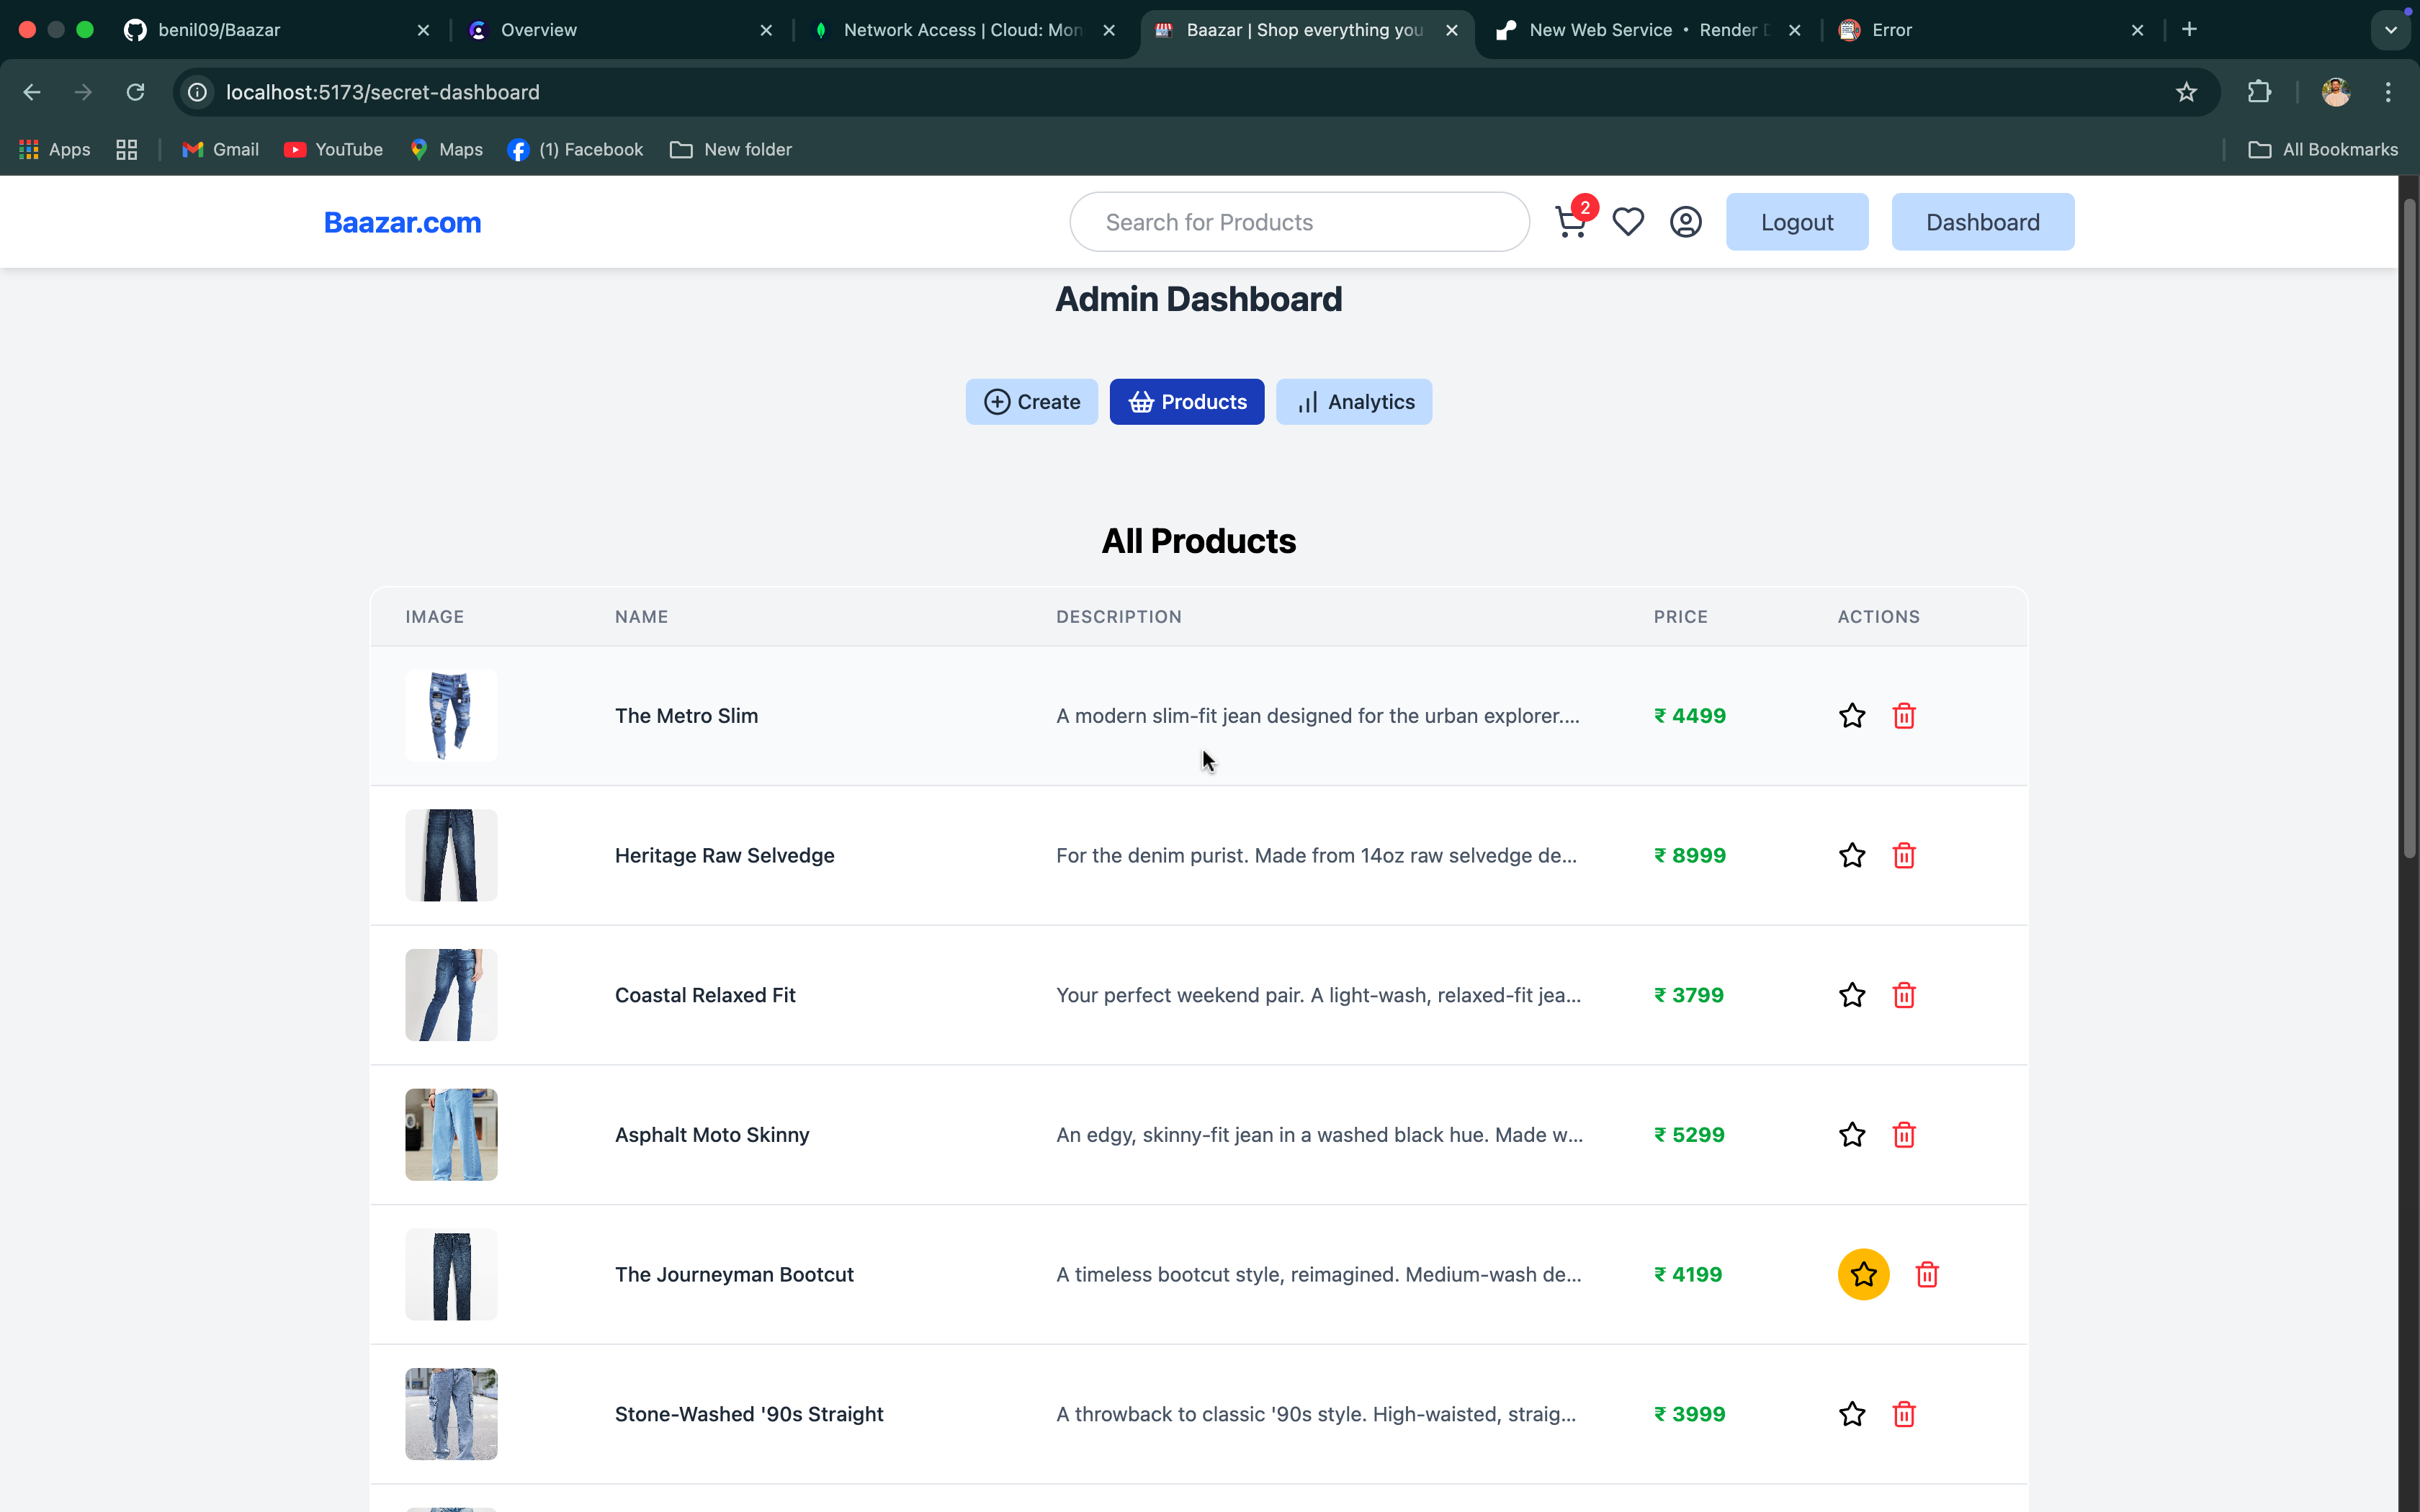 benil09/Baazar
Overview
Network Access | Cloud: Mon
Baazar | Shop everything you
New Web Service • Render D
Error
localhost:5173/secret-dashboard
Apps
Gmail
YouTube
Maps
(1) Facebook
New folder
All Bookmarks
Baazar.com
Search for Products
2
Logout
Dashboard
Admin Dashboard
Create
Products
Analytics
All Products
IMAGE NAME DESCRIPTION PRICE ACTIONS
The Metro Slim A modern slim-fit jean designed for the urban explorer.... ₹ 4499
Heritage Raw Selvedge For the denim purist. Made from 14oz raw selvedge de... ₹ 8999
Coastal Relaxed Fit Your perfect weekend pair. A light-wash, relaxed-fit jea... ₹ 3799
Asphalt Moto Skinny An edgy, skinny-fit jean in a washed black hue. Made w... ₹ 5299
The Journeyman Bootcut A timeless bootcut style, reimagined. Medium-wash de... ₹ 4199
Stone-Washed '90s Straight A throwback to classic '90s style. High-waisted, straig... ₹ 3999